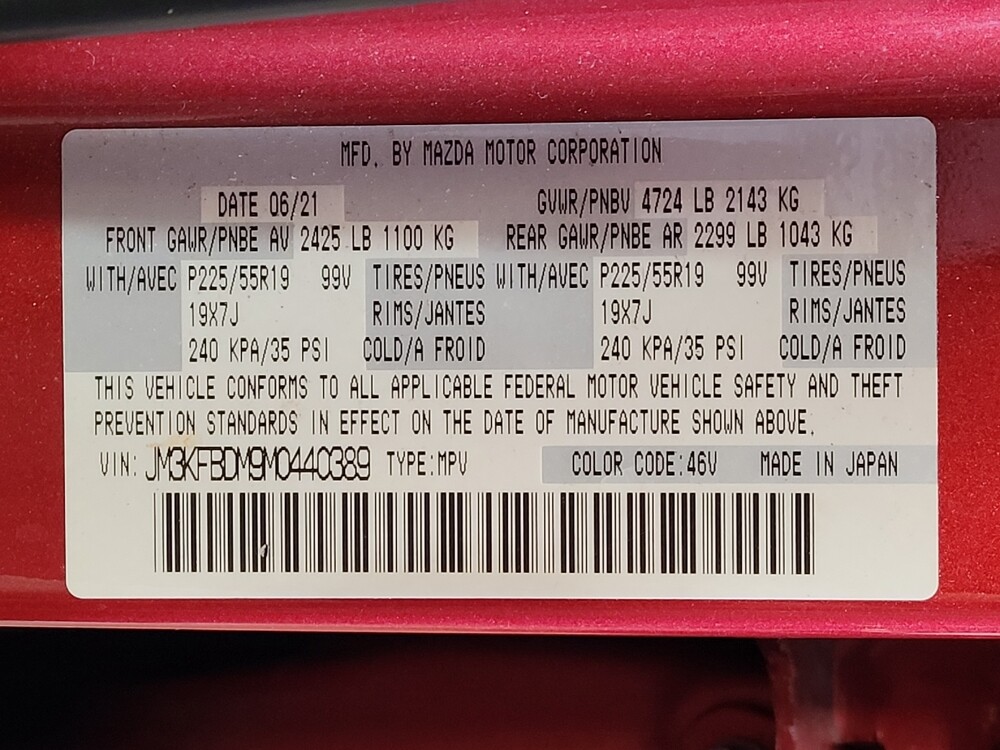 MFD. BY MAZDA MOTOR CORPORATION
DATE 06/21 GVWR/PNBV 4724 LB 2143 KG
FRONT GAWR/PNBE AV 2425 LB 1100 KG REAR GAWR/PNBE AR 2299 LB 1043 KG
WITH/AVEC P225/55R19 99V TIRES/PNEUS WITH/AVEC P225/55R19 99V TIRES/PNEUS
19X7J RIMS/JANTES 19X7J RIMS/JANTES
240 KPA/35 PSI COLD/A FROID 240 KPA/35 PSI COLD/A FROID
THIS VEHICLE CONFORMS TO ALL APPLICABLE FEDERAL MOTOR VEHICLE SAFETY AND THEFT
PREVENTION STANDARDS IN EFFECT ON THE DATE OF MANUFACTURE SHOWN ABOVE.
VIN: JM3KFBDM9M0440389 TYPE:MPV COLOR CODE:46V MADE IN JAPAN